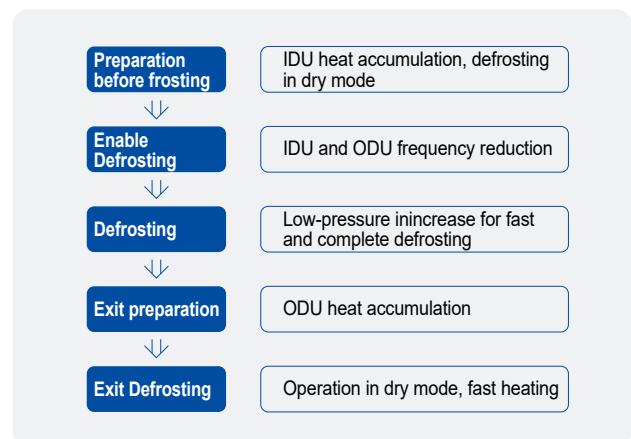 Preparation
before frosting
IDU heat accumulation, defrosting
in dry mode
Enable
Defrosting
IDU and ODU frequency reduction
Defrosting
Low-pressure inincrease for fast
and complete defrosting
Exit preparation
ODU heat accumulation
Exit Defrosting
Operation in dry mode, fast heating